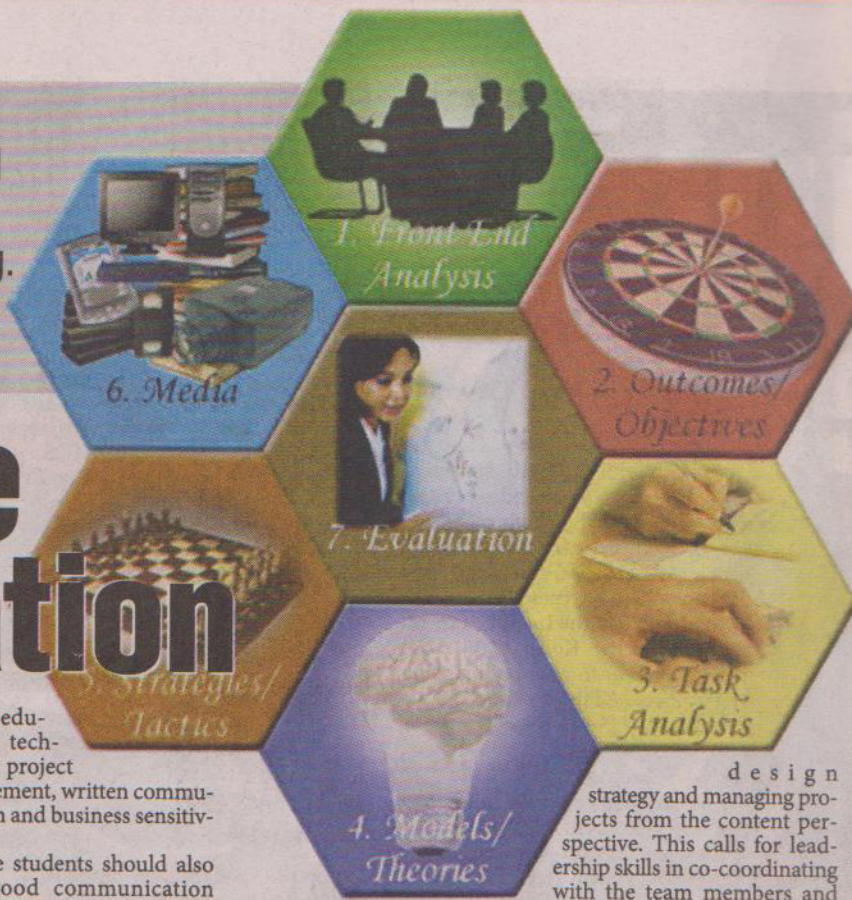 1. Front End
Analysis
2. Outcomes/
Objectives
3. Task
Analysis
4. Models/
Theories
5. Strategies/
Tactics
6. Media
7. Evaluation
g.
e
ation
edu-
tech-
project
ement, written commu-
n and business sensitiv-
e students should also
ood communication
design
strategy and managing pro-
jects from the content per-
spective. This calls for lead-
ership skills in co-coordinating
with the team members and